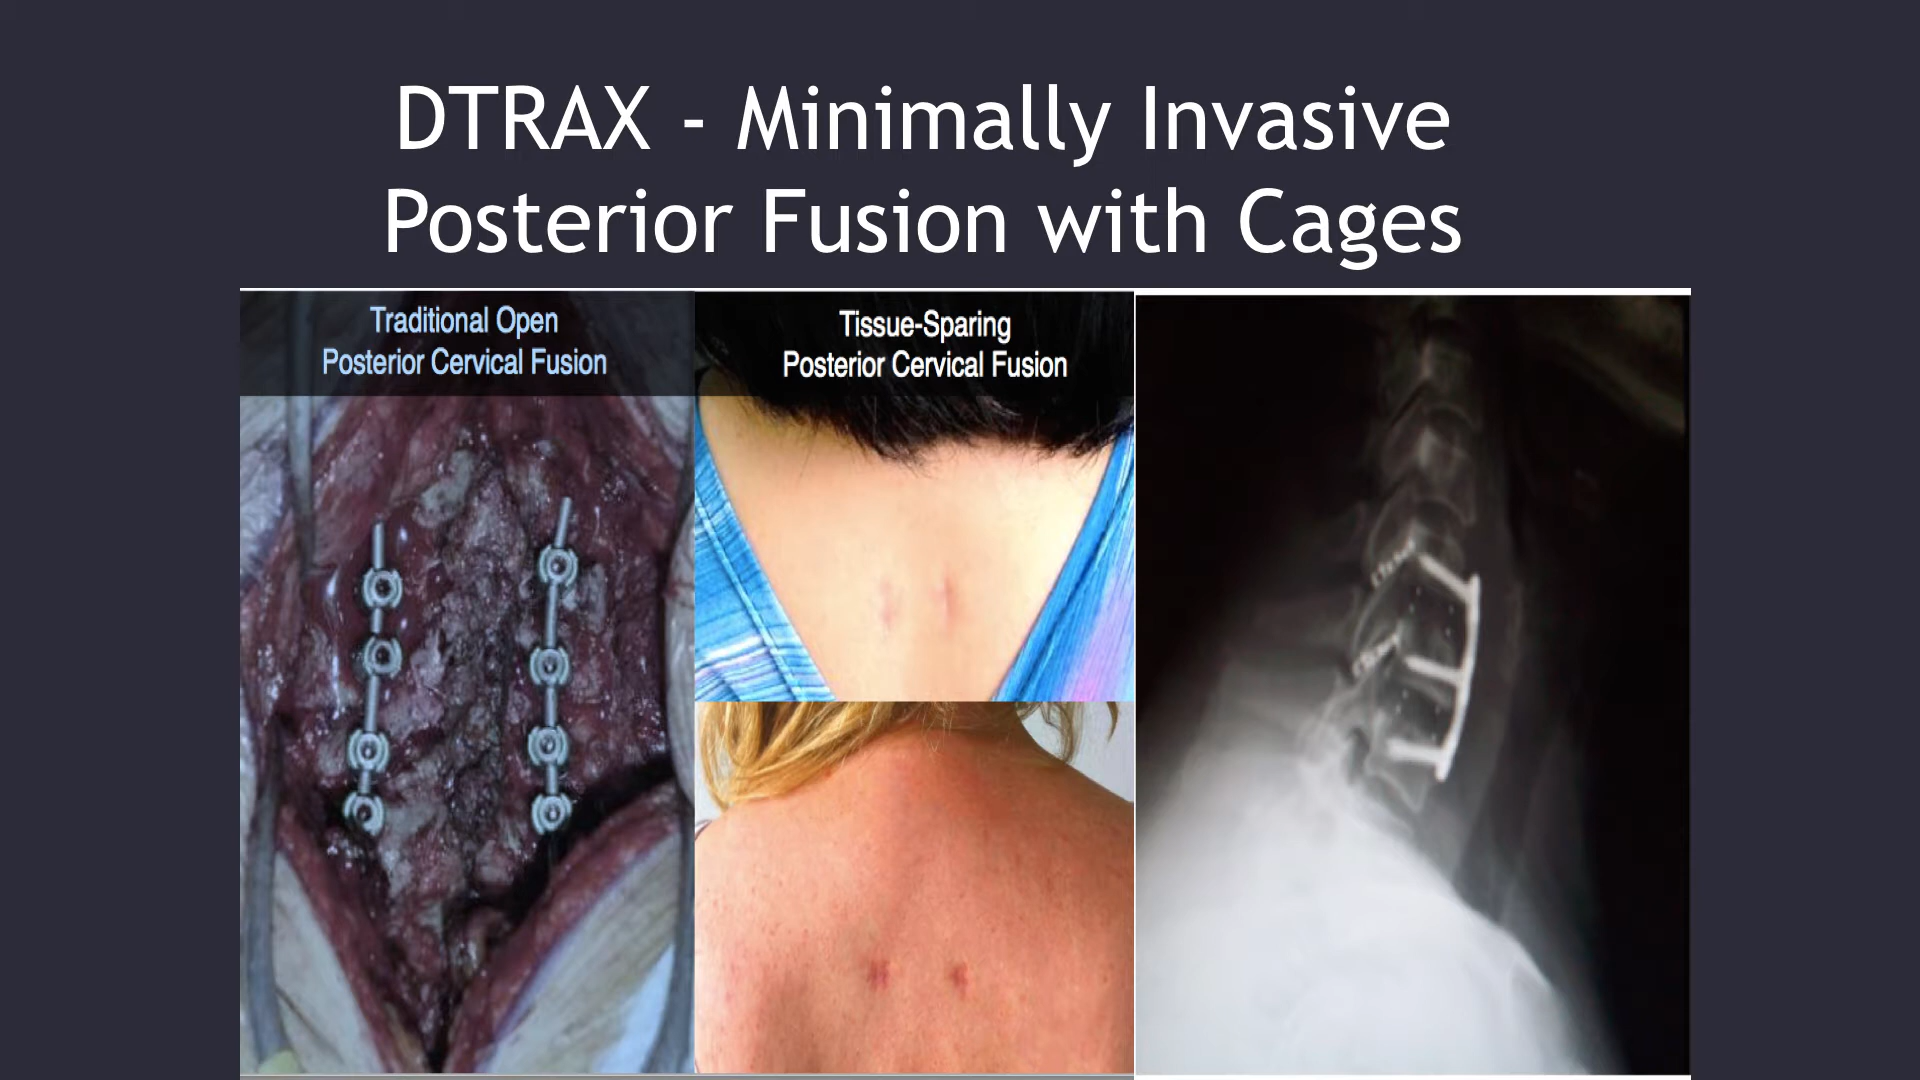 DTRAX - Minimally Invasive
Posterior Fusion with Cages
Traditional Open
Posterior Cervical Fusion
Tissue-Sparing
Posterior Cervical Fusion